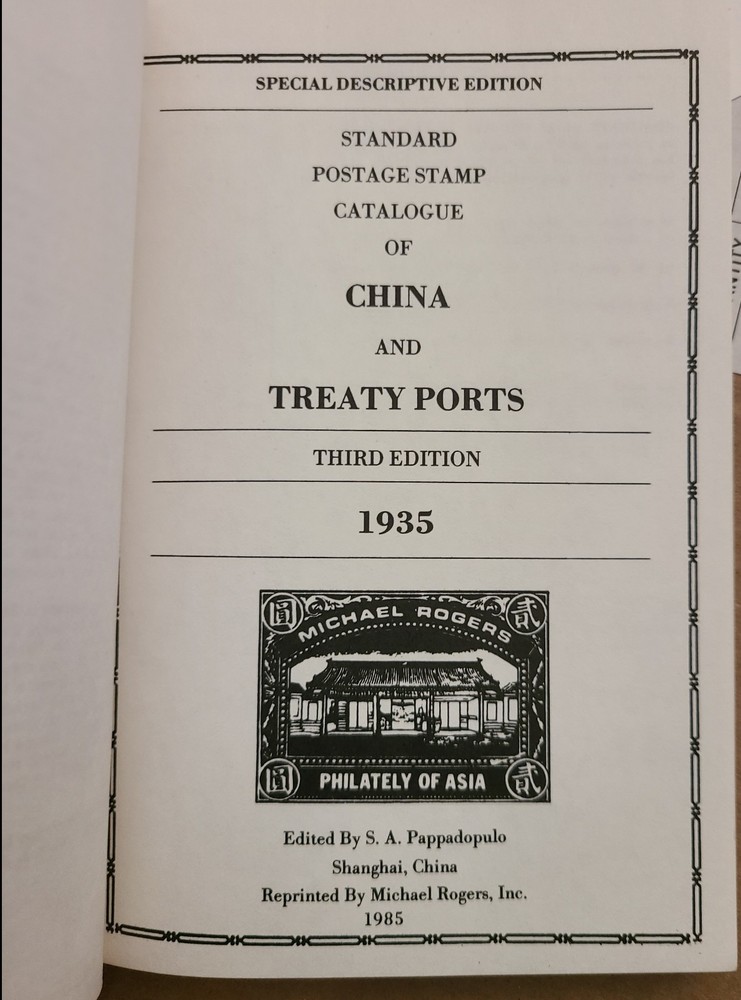 SPECIAL DESCRIPTIVE EDITION
STANDARD
POSTAGE STAMP
CATALOGUE
OF
CHINA
AND
TREATY PORTS
THIRD EDITION
1935
圓 貳
MICHAEL ROGERS
圓 貳
PHILATELY OF ASIA
Edited By S. A. Pappadopulo
Shanghai, China
Reprinted By Michael Rogers, Inc.
1985